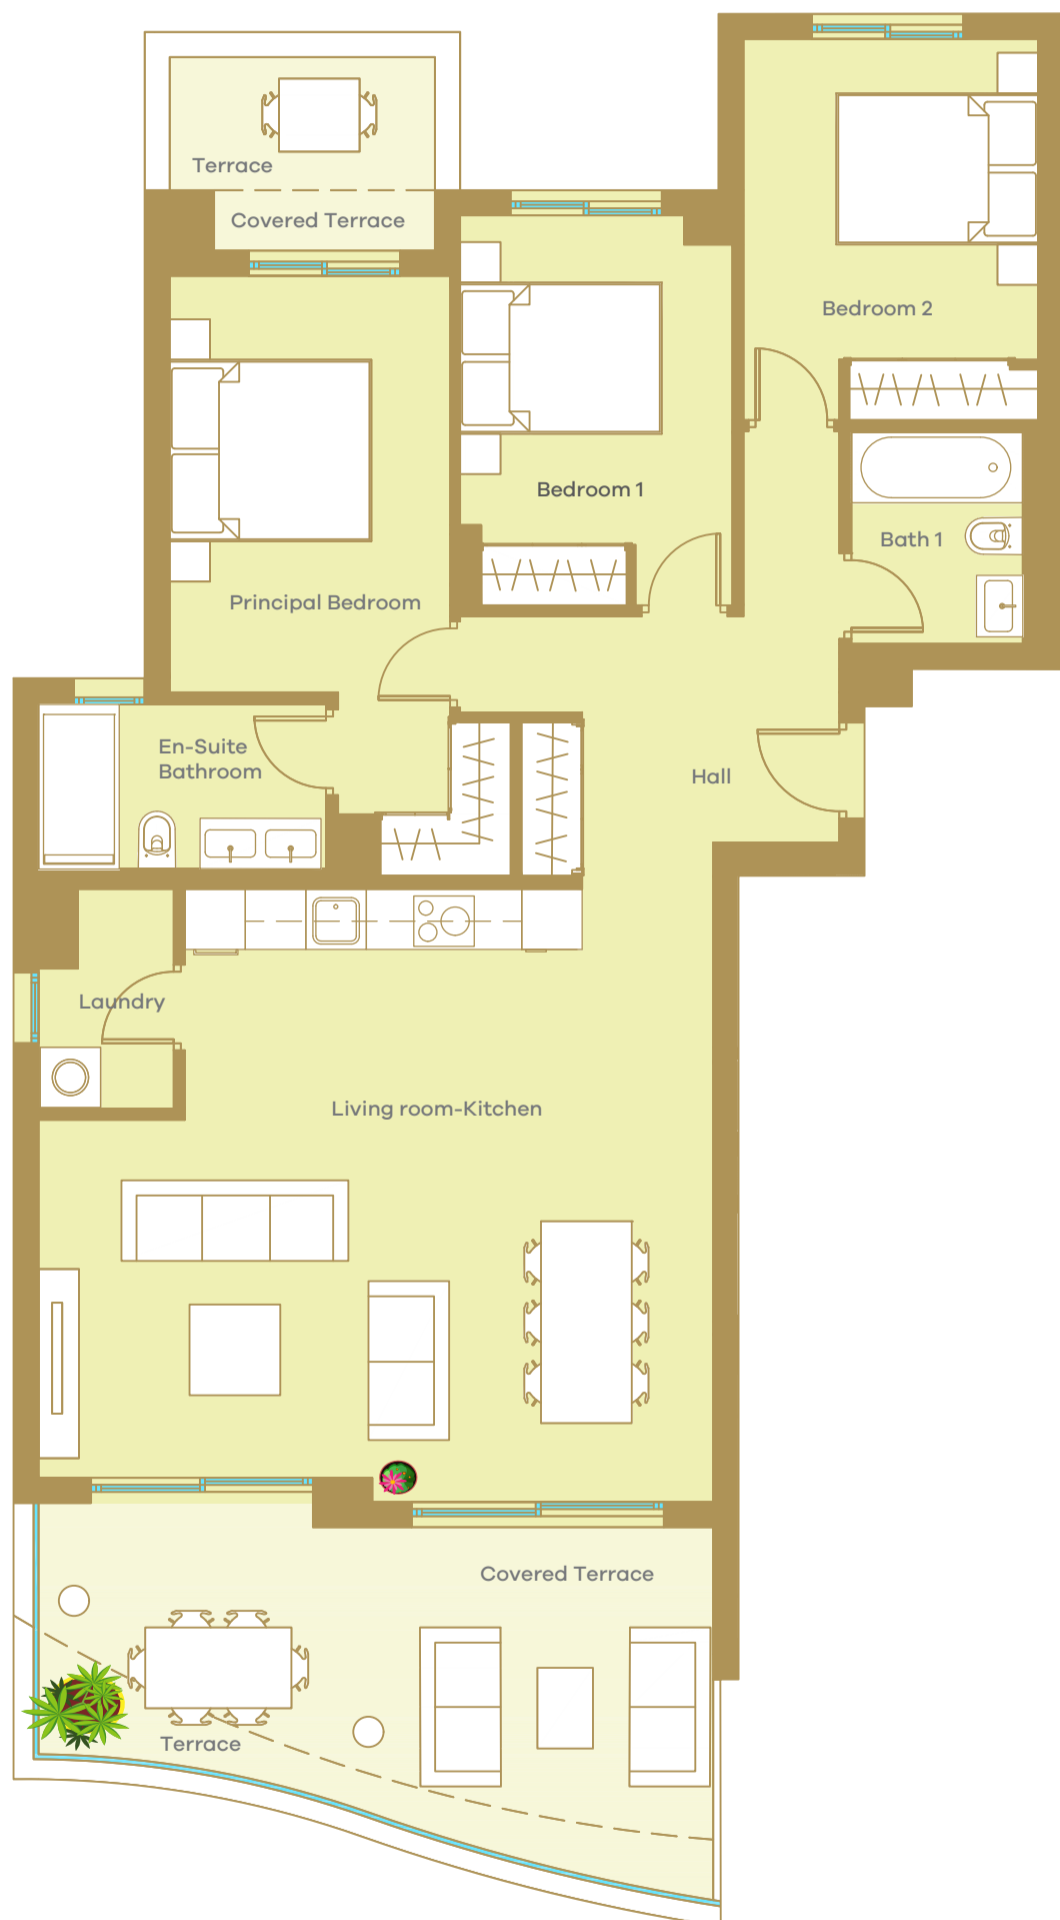 Terrace
Covered Terrace
Bedroom 2
Bedroom 1
Bath 1
Principal Bedroom
En-Suite
Bathroom
Hall
Laundry
Living room-Kitchen
Covered Terrace
Terrace